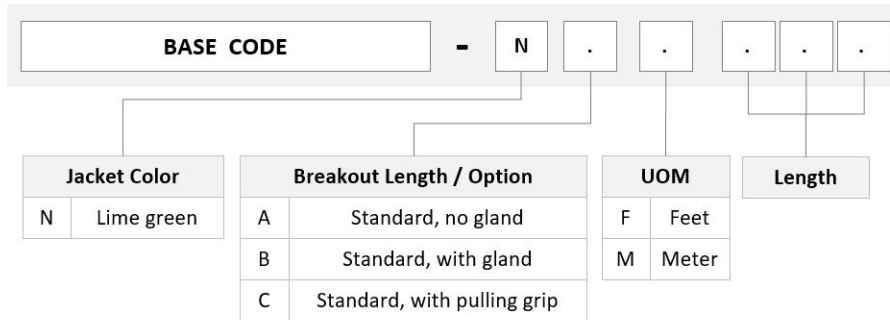 BASE CODE - N . . . . .
Jacket Color Breakout Length / Option UOM Length
N Lime green A Standard, no gland F Feet
B Standard, with gland M Meter
C Standard, with pulling grip